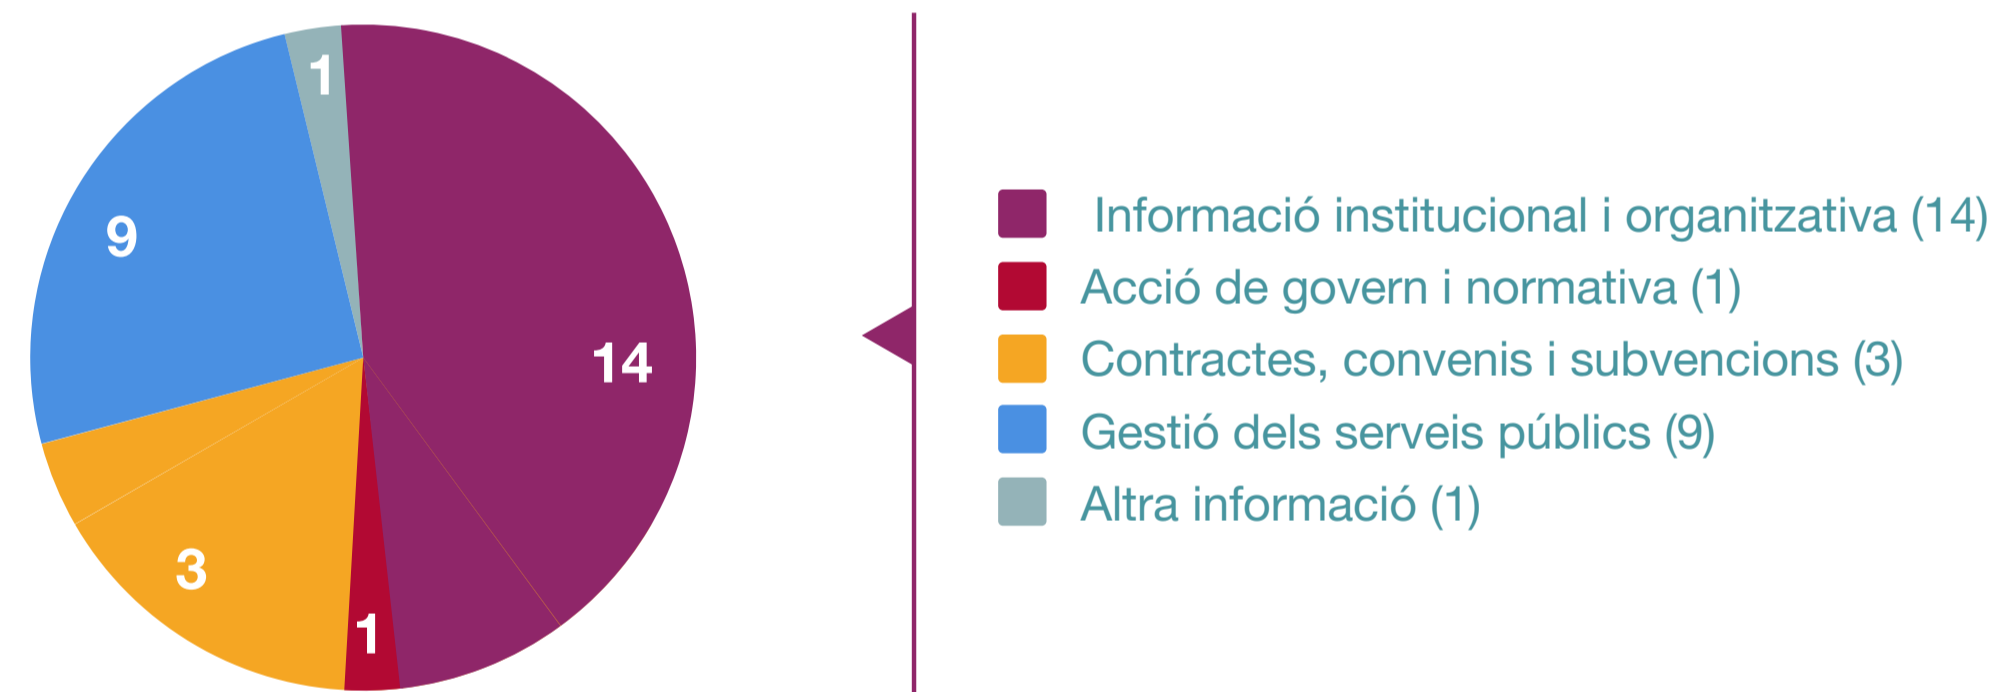 1
9
14
3
1
Informació institucional i organitzativa (14)
Acció de govern i normativa (1)
Contractes, convenis i subvencions (3)
Gestió dels serveis públics (9)
Altra informació (1)